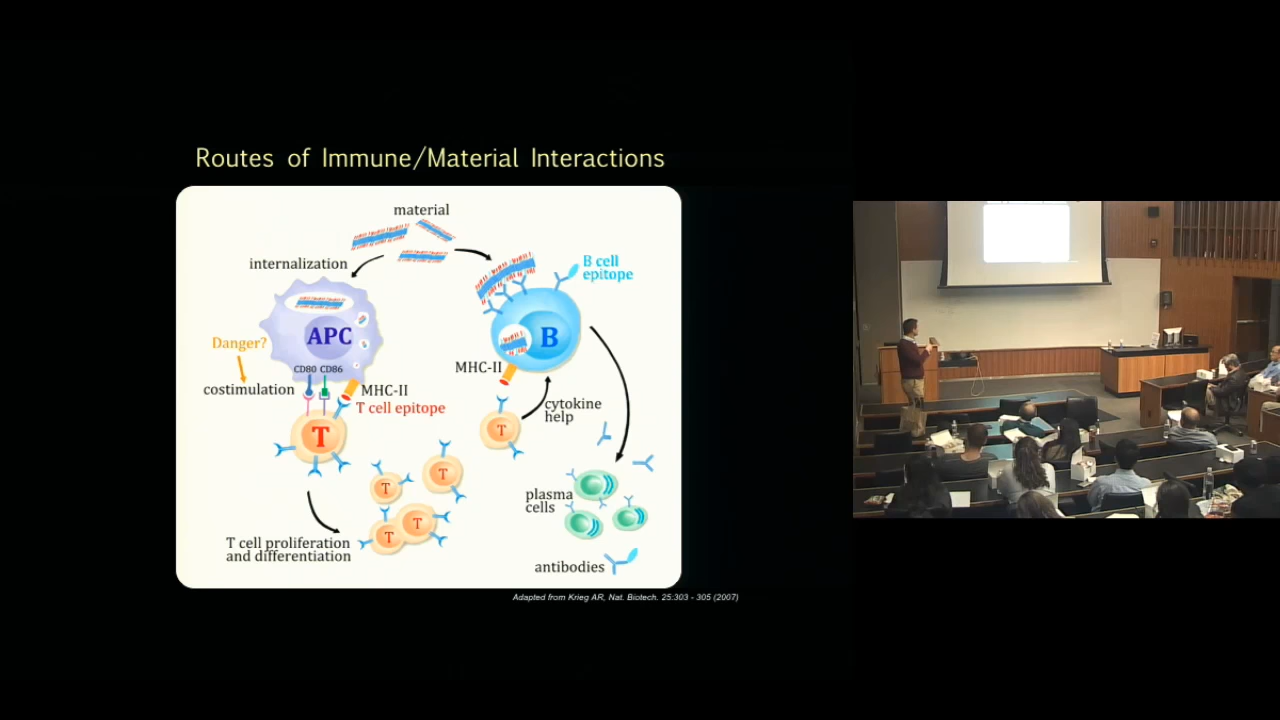 Routes of Immune/Material Interactions
material
internalization
B cell
epitope
APC
B
Danger?
CD80 CD86
costimulation
MHC-II
T cell epitope
MHC-II
T
T
cytokine
help
T
T
T
T
plasma
cells
T cell proliferation
and differentiation
antibodies
Adapted from Krieg AR, Nat. Biotech. 25:303 - 305 (2007)